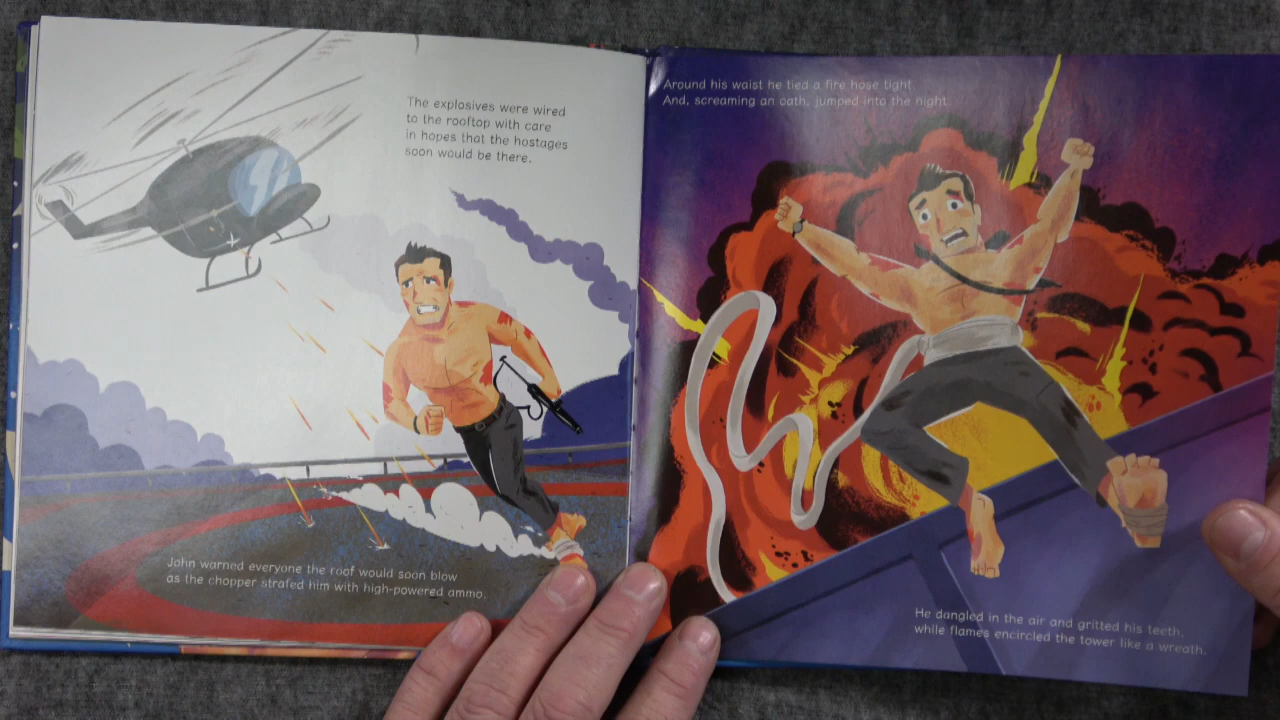 The explosives were wired
to the rooftop with care
in hopes that the hostages
soon would be there.
John warned everyone the roof would soon blow
as the chopper strafed him with high-powered ammo.
Around his waist he tied a fire hose tight
And, screaming an oath, jumped into the night.
He dangled in the air and gritted his teeth,
while flames encircled the tower like a wreath.